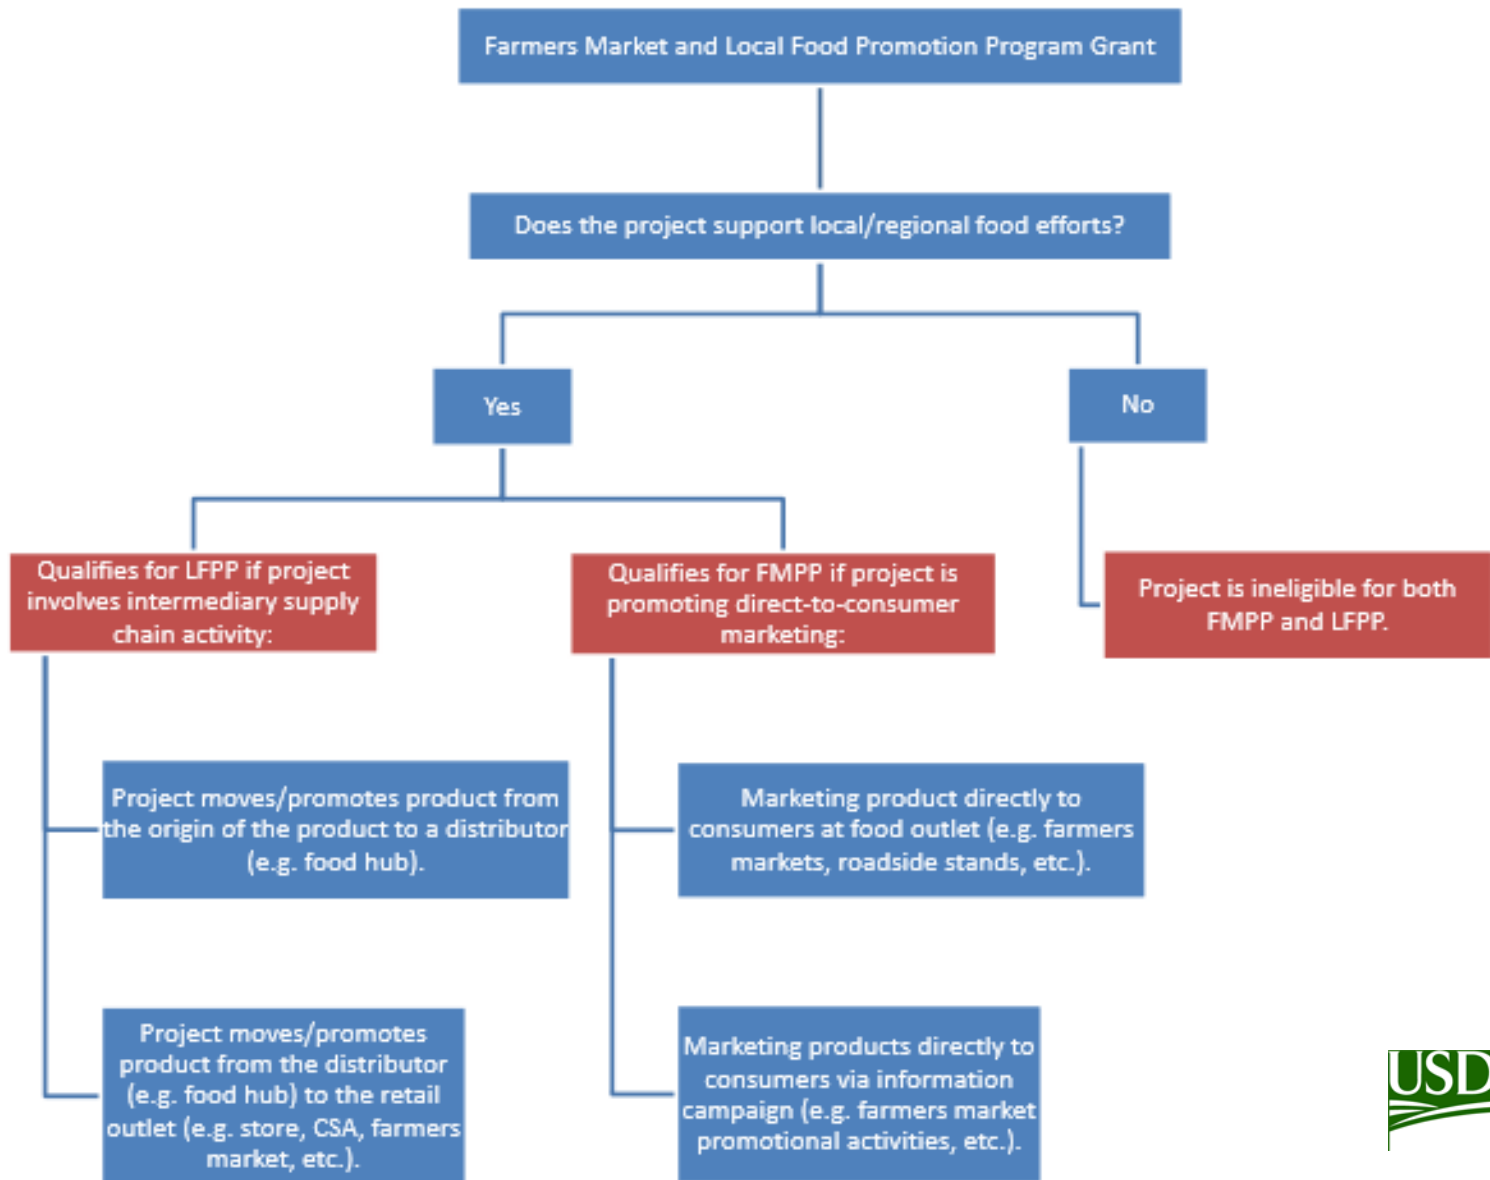 Farmers Market and Local Food Promotion Program Grant
Does the project support local/regional food efforts?
Yes
No
Qualifies for LFPP if project
involves intermediary supply
chain activity:
Qualifies for FMPP if project is
promoting direct-to-consumer
marketing:
Project is ineligible for both
FMPP and LFPP.
Project moves/promotes product from
the origin of the product to a distributor
(e.g. food hub).
Marketing product directly to
consumers at food outlet (e.g. farmers
markets, roadside stands, etc.).
Project moves/promotes
product from the distributor
(e.g. food hub) to the retail
outlet (e.g. store, CSA, farmers
market, etc.).
Marketing products directly to
consumers via information
campaign (e.g. farmers market
promotional activities, etc.).
USD